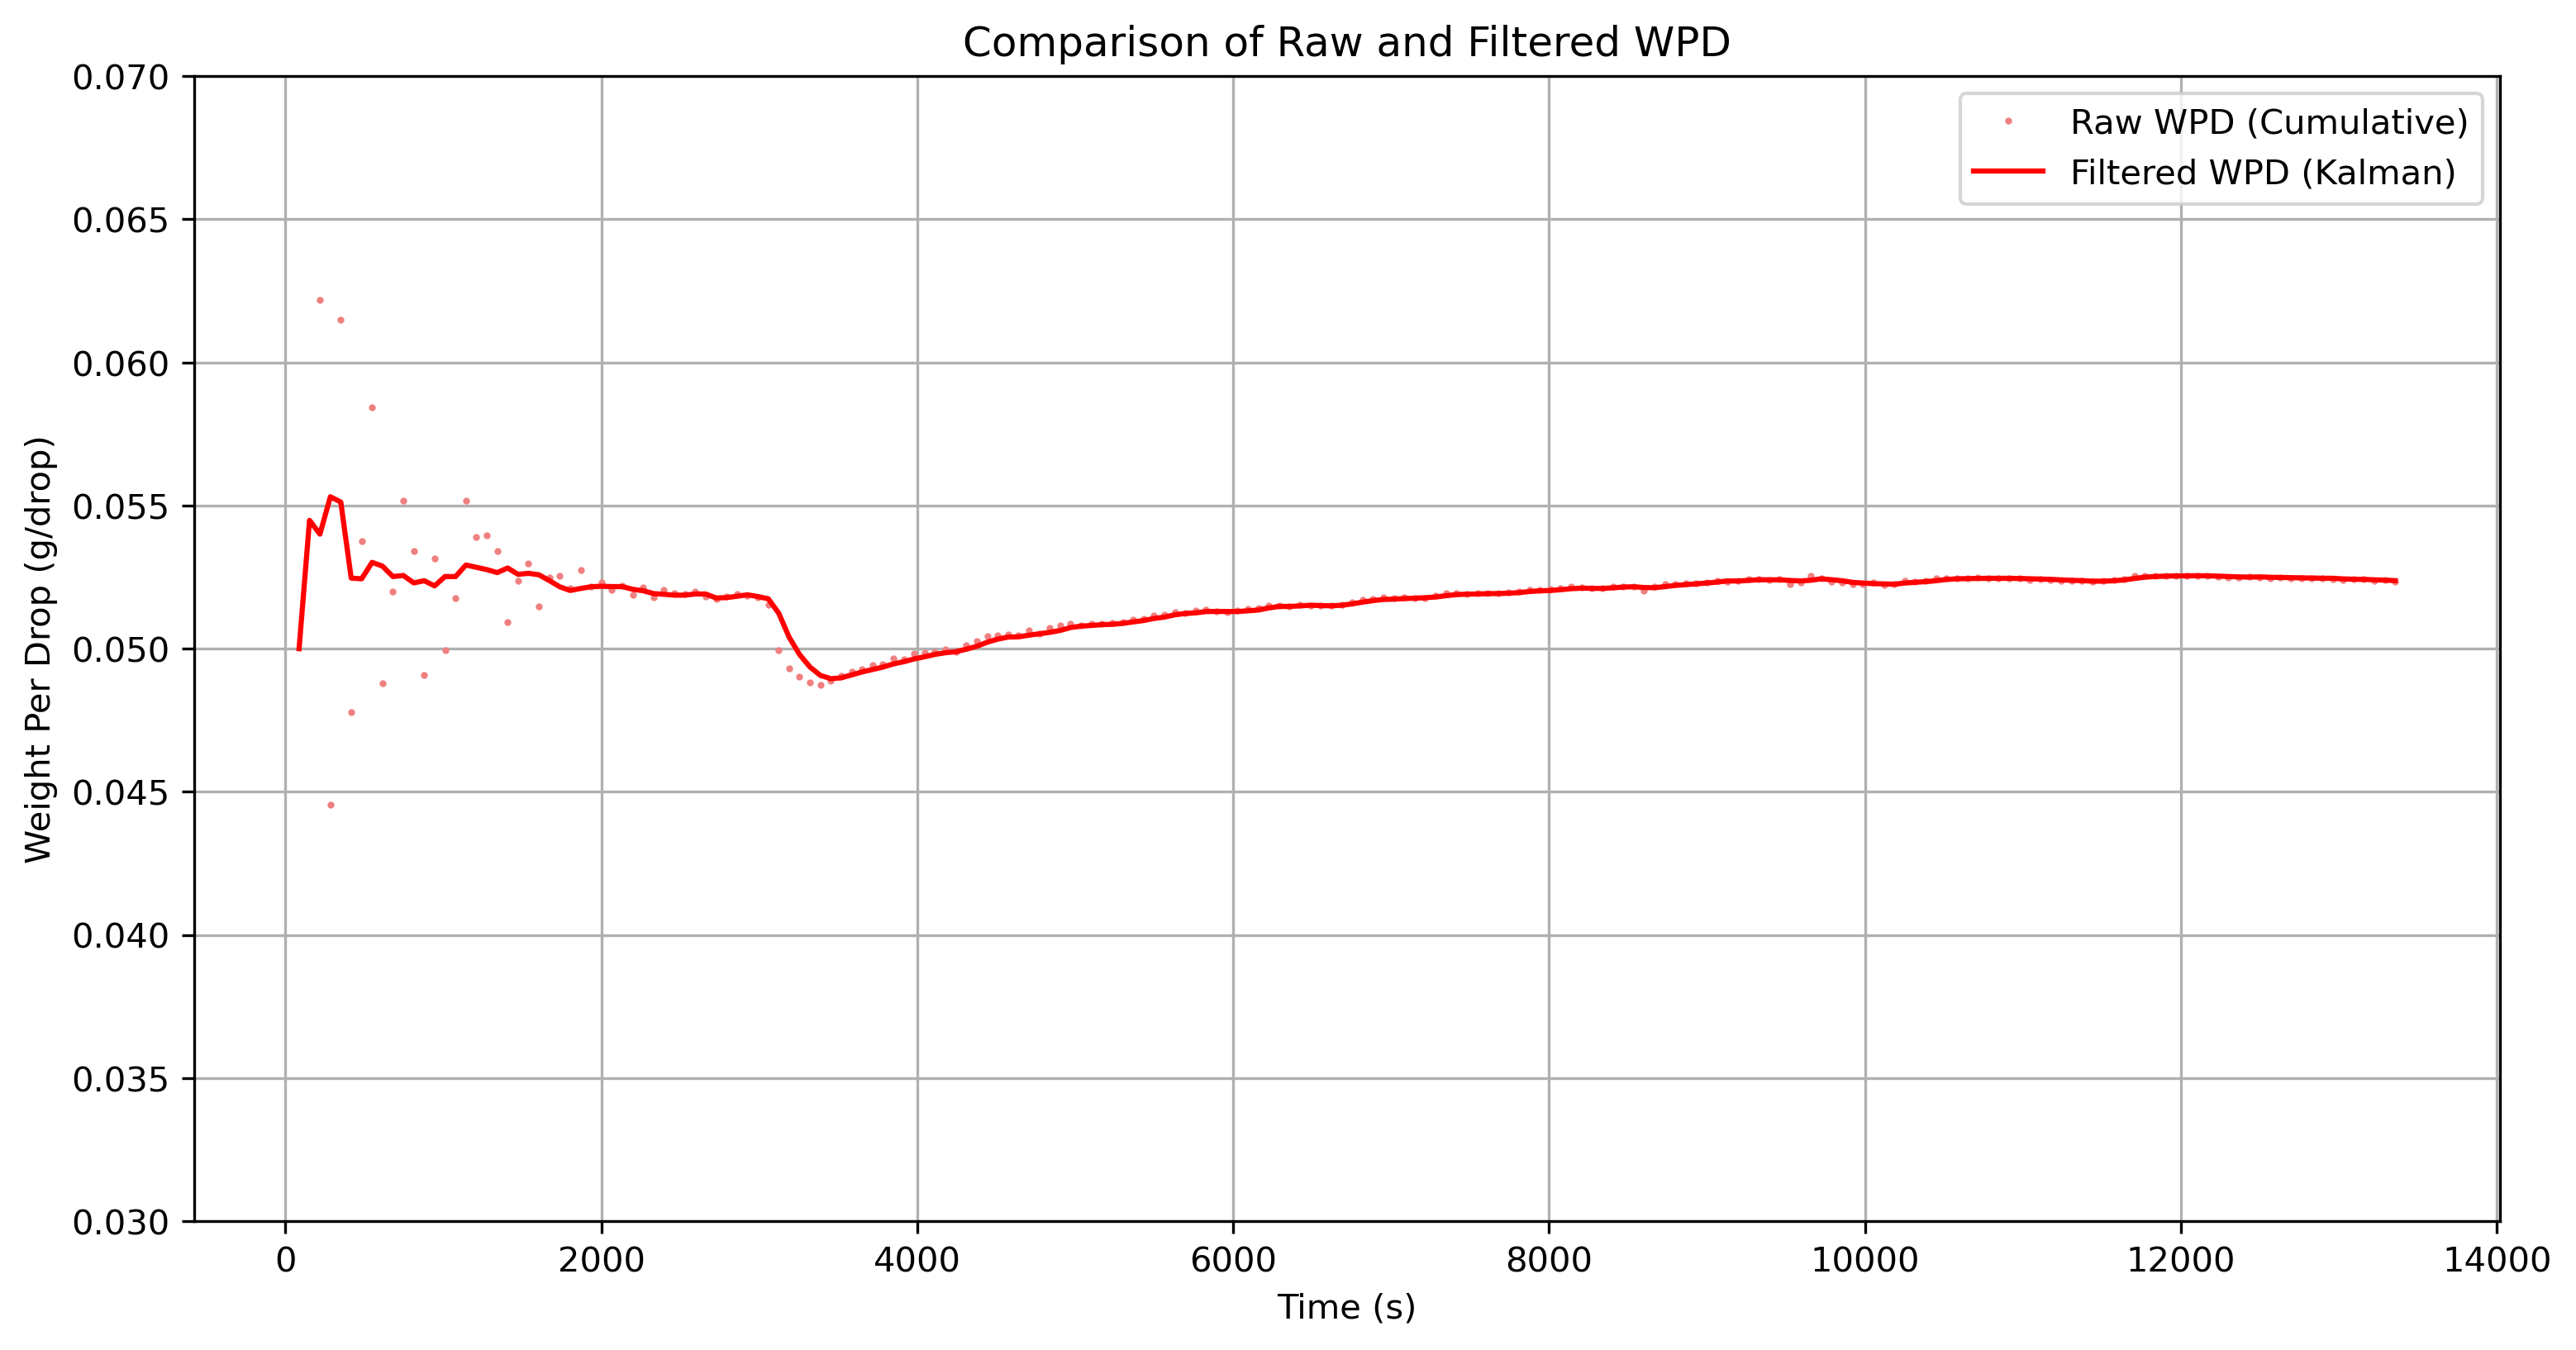 Comparison of Raw and Filtered WPD
0.070
0.065
0.060
0.055
0.050
0.045
0.040
0.035
0.030
Weight Per Drop (g/drop)
Raw WPD (Cumulative)
Filtered WPD (Kalman)
0 2000 4000 6000 8000 10000 12000 14000
Time (s)